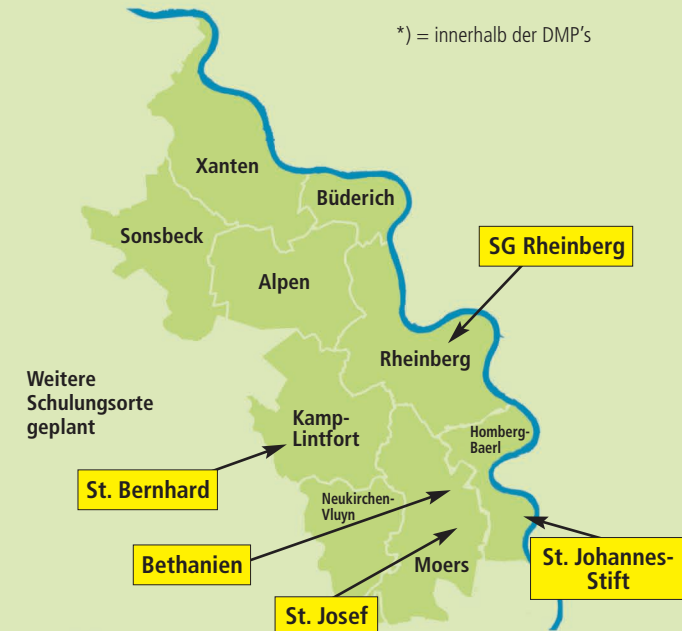 *) = innerhalb der DMP's
Xanten
Büderich
Sonsbeck
SG Rheinberg
Alpen
Rheinberg
Weitere
Schulungsorte
geplant
Kamp-
Lintfort
Homberg-
Baerl
St. Bernhard
Neukirchen-
Vluyn
Bethanien
Moers
St. Johannes-
Stift
St. Josef